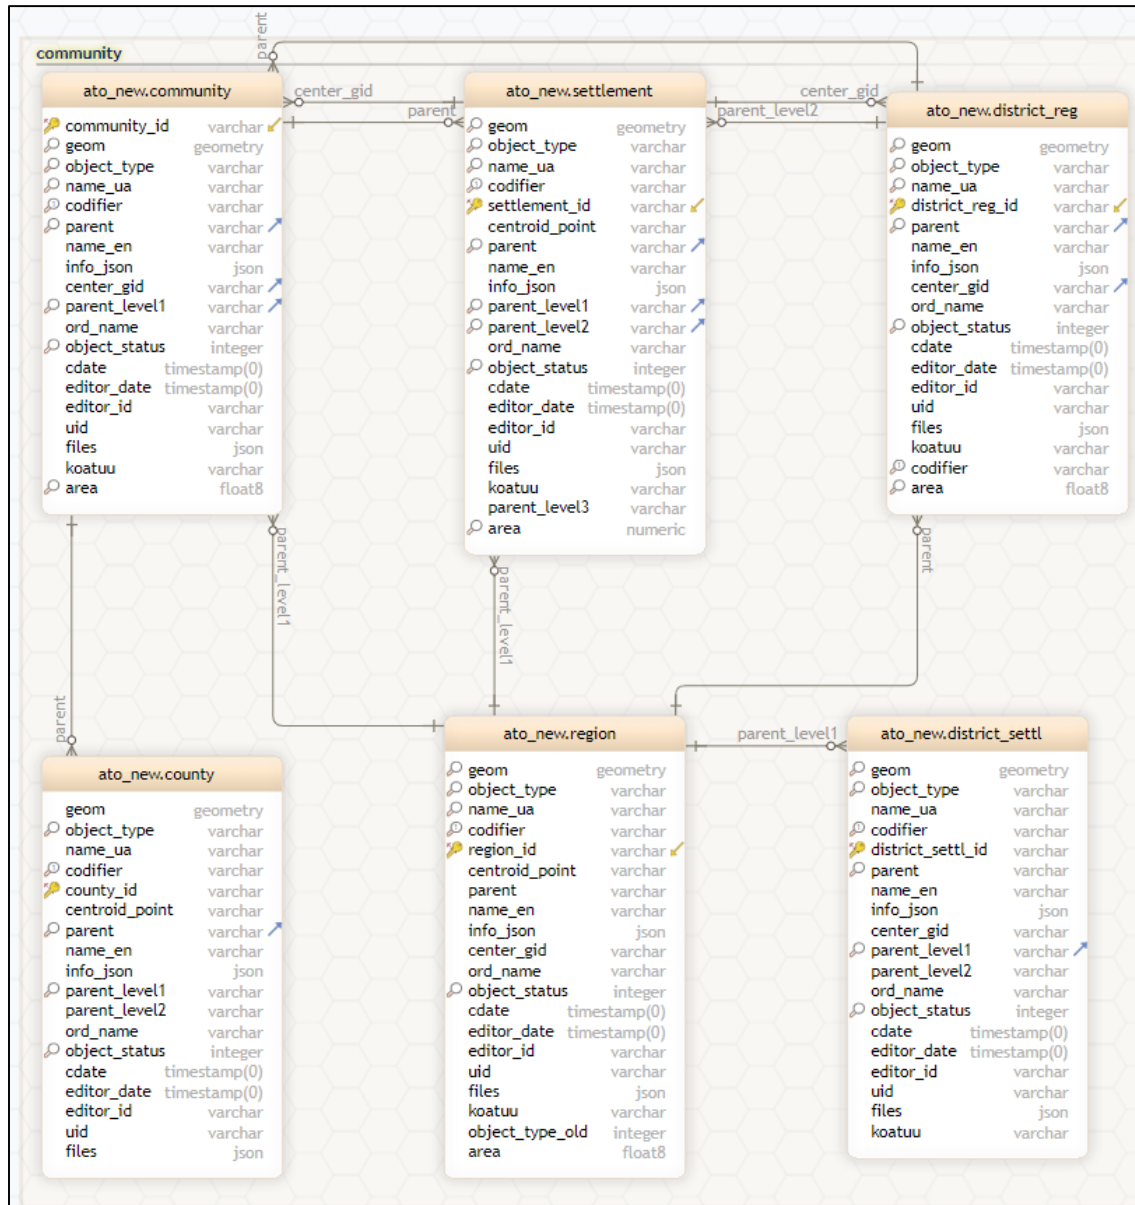 parent
community
ato_new.community
community_id varchar
geom geometry
object_type varchar
name_ua varchar
codifier varchar
parent varchar
name_en varchar
info_json json
center_gid varchar
parent_level1 varchar
ord_name varchar
object_status integer
cdate timestamp(0)
editor_date timestamp(0)
editor_id varchar
uid varchar
files json
koatuu varchar
area float8
center_gid
parent
ato_new.settlement
geom geometry
object_type varchar
name_ua varchar
codifier varchar
settlement_id varchar
centroid_point varchar
parent varchar
name_en varchar
info_json json
parent_level1 varchar
parent_level2 varchar
ord_name varchar
object_status integer
cdate timestamp(0)
editor_date timestamp(0)
editor_id varchar
uid varchar
files json
koatuu varchar
parent_level3 varchar
area numeric
center_gid
parent_level2
ato_new.district_reg
geom geometry
object_type varchar
name_ua varchar
district_reg_id varchar
parent varchar
name_en varchar
info_json json
center_gid varchar
ord_name varchar
object_status integer
cdate timestamp(0)
editor_date timestamp(0)
editor_id varchar
uid varchar
files json
koatuu varchar
codifier varchar
area float8
parent_level1
parent_level1
parent
parent
ato_new.county
geom geometry
object_type varchar
name_ua varchar
codifier varchar
county_id varchar
centroid_point varchar
parent varchar
name_en varchar
info_json json
parent_level1 varchar
parent_level2 varchar
ord_name varchar
object_status integer
cdate timestamp(0)
editor_date timestamp(0)
editor_id varchar
uid varchar
files json
ato_new.region
geom geometry
object_type varchar
name_ua varchar
codifier varchar
region_id varchar
centroid_point varchar
parent varchar
name_en varchar
info_json json
center_gid varchar
ord_name varchar
object_status integer
cdate timestamp(0)
editor_date timestamp(0)
editor_id varchar
uid varchar
files json
koatuu varchar
object_type_old integer
area float8
parent_level1
ato_new.district_settl
geom geometry
object_type varchar
name_ua varchar
codifier varchar
district_settl_id varchar
parent varchar
name_en varchar
info_json json
center_gid varchar
parent_level1 varchar
parent_level2 varchar
ord_name varchar
object_status integer
cdate timestamp(0)
editor_date timestamp(0)
editor_id varchar
uid varchar
files json
koatuu varchar